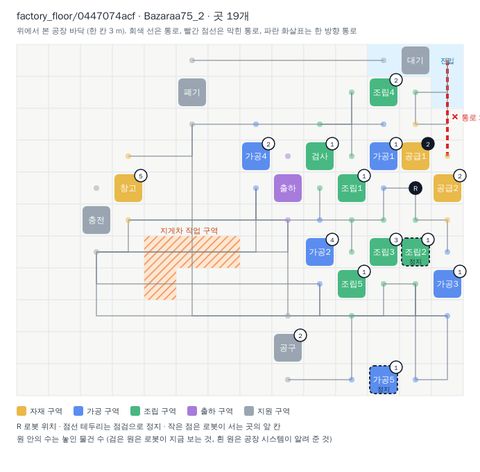 factory_floor/0447074acf · Bazaraa75_2 · 곳 19개
위에서 본 공장 바닥 (한 칸 3 m). 회색 선은 통로, 빨간 점선은 막힌 통로, 파란 화살표는 한 방향 통로
대기
조립4 2
폐기
✕ 통로
가공4 2
검사 1
가공1 1
공급1 2
창고 6
출하
조립1 1
R
공급2 2
충전
지게차 작업 구역
가공2 4
조립3 3
조립2 1
정지
조립5 1
가공3 1
공구 2
가공5 1
정지
자재 구역
가공 구역
조립 구역
출하 구역
지원 구역
R 로봇 위치 · 점선 테두리는 점검으로 정지 · 작은 점은 로봇이 서는 곳의 앞 칸
원 안의 수는 놓인 물건 수 (검은 원은 로봇이 지금 보는 것, 흰 원은 공장 시스템이 알려 준 것)